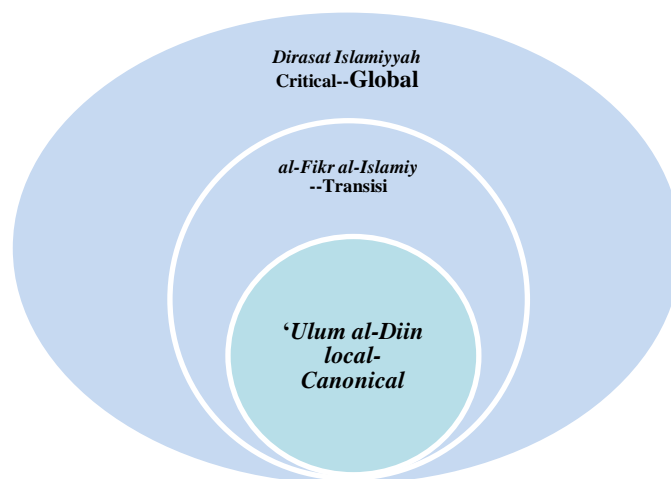 Dirasat Islamiyyah
Critical--Global
al-Fikr al-Islamiy
--Transisi
‘Ulum al-Diin
local-
Canonical